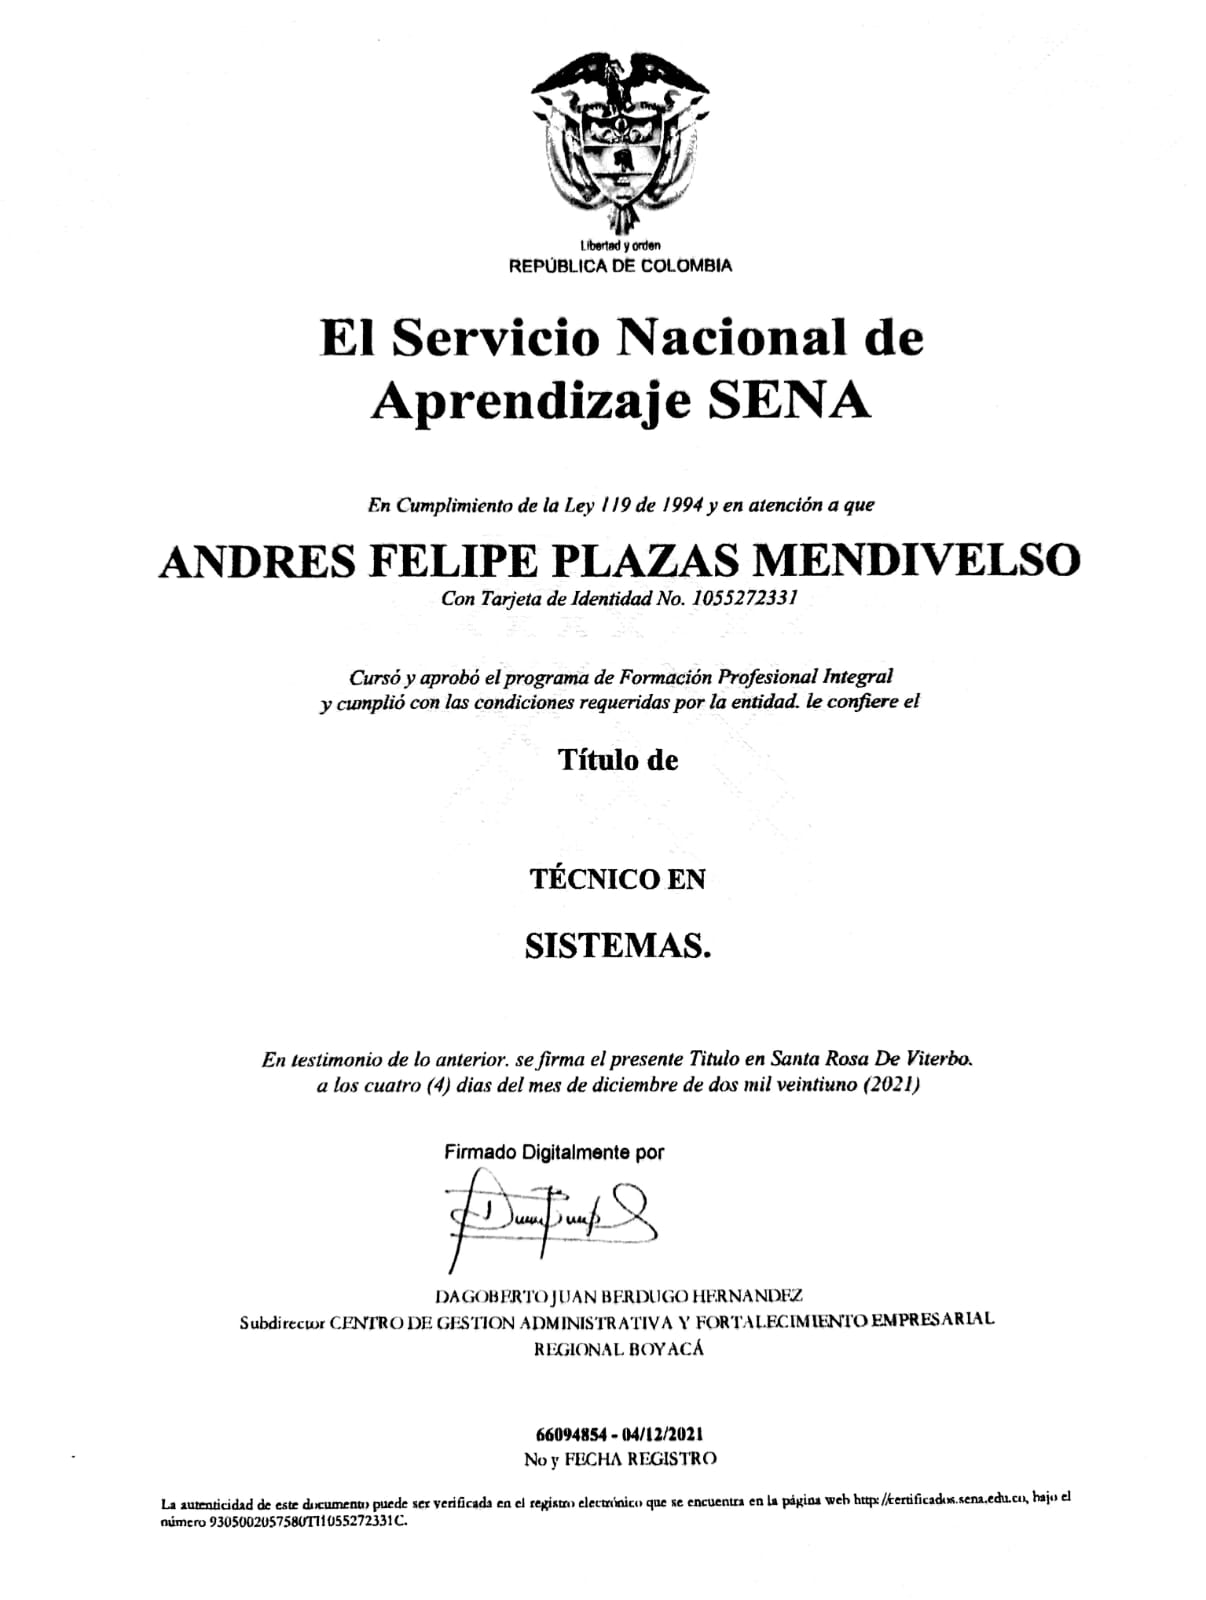 Libertad y orden
REPÚBLICA DE COLOMBIA
El Servicio Nacional de
Aprendizaje SENA
En Cumplimiento de la Ley 119 de 1994 y en atención a que
ANDRES FELIPE PLAZAS MENDIVELSO
Con Tarjeta de Identidad No. 1055272331
Cursó y aprobó el programa de Formación Profesional Integral
y cumplió con las condiciones requeridas por la entidad. le confiere el
Título de
TÉCNICO EN
SISTEMAS.
En testimonio de lo anterior. se firma el presente Titulo en Santa Rosa De Viterbo.
a los cuatro (4) dias del mes de diciembre de dos mil veintiuno (2021)
Firmado Digitalmente por
DAGOBERTO JUAN BERDUGO HERNANDEZ
Subdirector CENTRO DE GESTION ADMINISTRATIVA Y FORTALECIMIENTO EMPRESARIAL
REGIONAL BOYACÁ
66094854 - 04/12/2021
No y FECHA REGISTRO
La autenticidad de este documento puede ser verificada en el registro electrónico que se encuentra en la página web http://certificados.sena.edu.co, bajo el
número 9305002057580TI1055272331C.